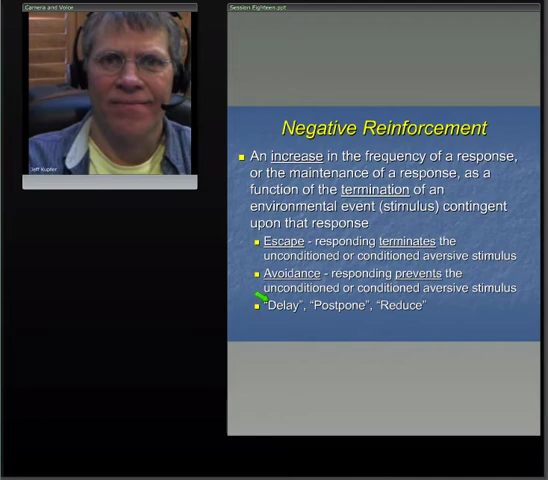 Camera and Voice
Session Eighteen.ppt
Jeff Kupfer
Negative Reinforcement
An increase in the frequency of a response,
or the maintenance of a response, as a
function of the termination of an
environmental event (stimulus) contingent
upon that response
Escape - responding terminates the
unconditioned or conditioned aversive stimulus
Avoidance - responding prevents the
unconditioned or conditioned aversive stimulus
"Delay", "Postpone", "Reduce"